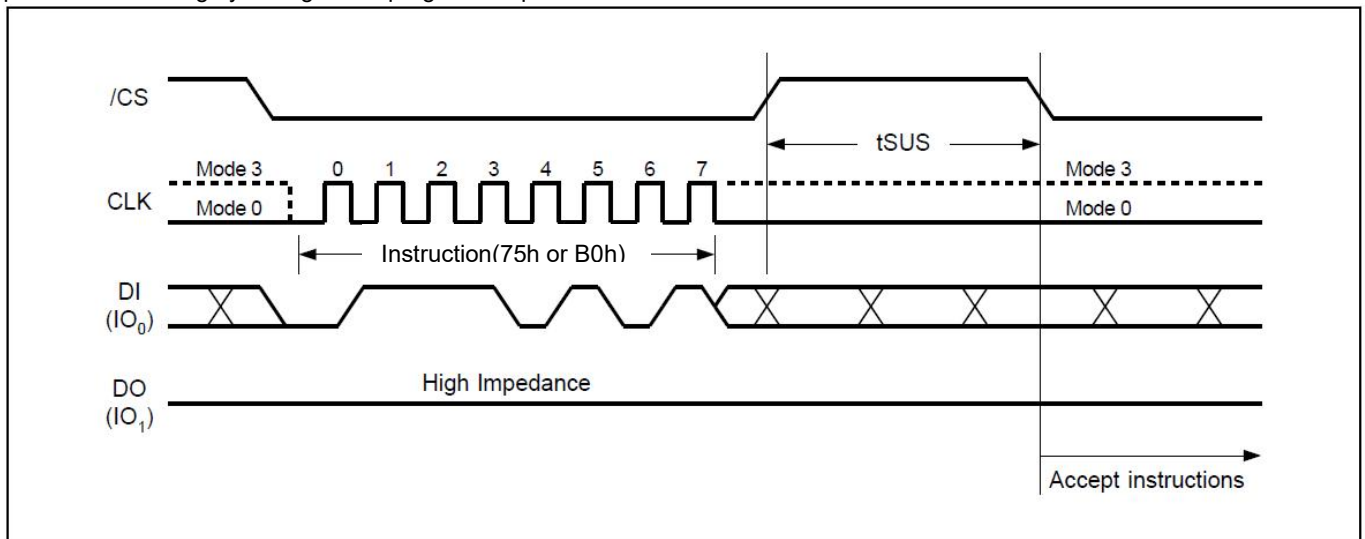 /CS
tSUS
Mode 3 0 1 2 3 4 5 6 7 Mode 3
CLK
Mode 0 Mode 0
Instruction(75h or B0h)
DI
(IO0)
High Impedance
DO
(IO1)
Accept instructions